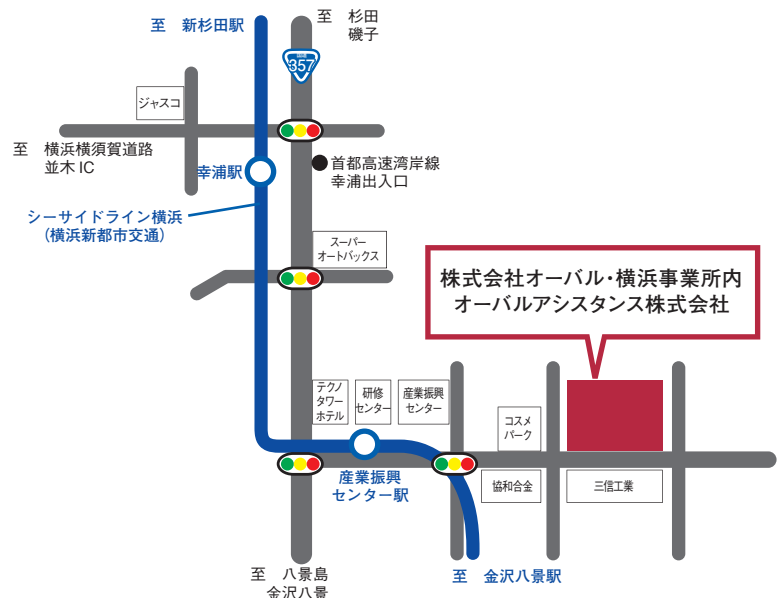 至　新杉田駅
至　杉田
磯子
357
ジャスコ
至　横浜横須賀道路
並木 IC
幸浦駅
首都高速湾岸線
幸浦出入口
シーサイドライン横浜
(横浜新都市交通)
スーパー
オートバックス
株式会社オーバル・横浜事業所内
オーバルアシスタンス株式会社
テクノ
タワー
ホテル
研修
センター
産業振興
センター
コスメ
パーク
産業振興
センター駅
協和合金
三信工業
至　八景島
金沢八景
至　金沢八景駅